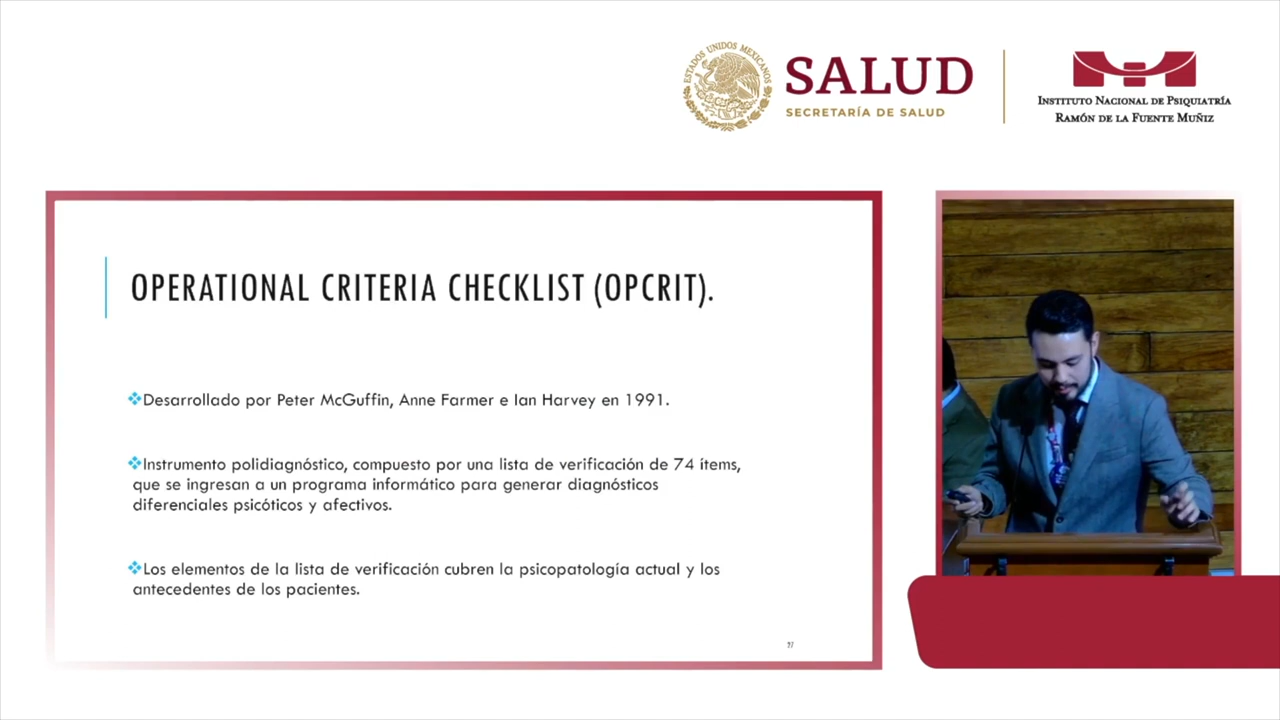 ESTADOS UNIDOS MEXICANOS
SALUD
SECRETARÍA DE SALUD
INSTITUTO NACIONAL DE PSIQUIATRÍA
RAMÓN DE LA FUENTE MUÑIZ
OPERATIONAL CRITERIA CHECKLIST (OPCRIT).
❖Desarrollado por Peter McGuffin, Anne Farmer e Ian Harvey en 1991.
❖Instrumento polidiagnóstico, compuesto por una lista de verificación de 74 ítems,
que se ingresan a un programa informático para generar diagnósticos
diferenciales psicóticos y afectivos.
❖Los elementos de la lista de verificación cubren la psicopatología actual y los
antecedentes de los pacientes.